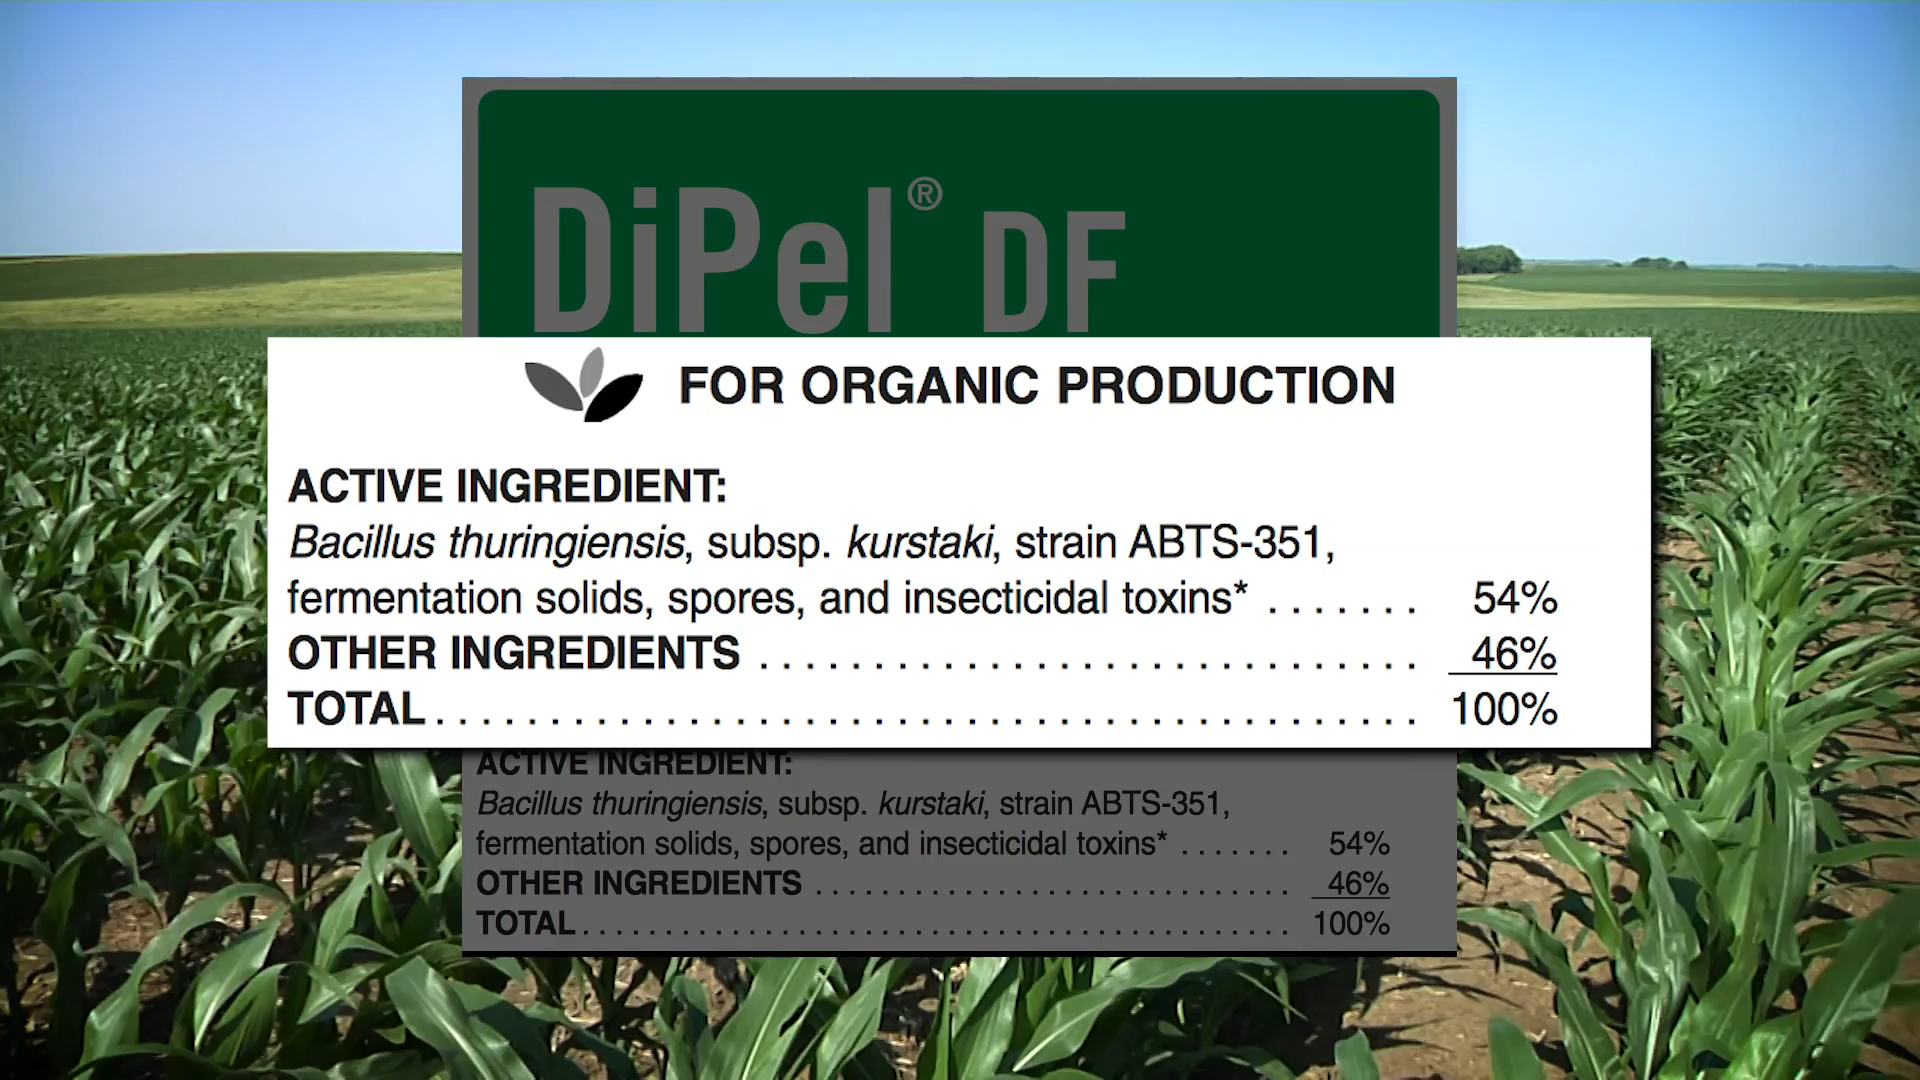 DiPel® DF
FOR ORGANIC PRODUCTION
ACTIVE INGREDIENT:
Bacillus thuringiensis, subsp. kurstaki, strain ABTS-351,
fermentation solids, spores, and insecticidal toxins* . . . . . . . 54%
OTHER INGREDIENTS . . . . . . . . . . . . . . . . . . . . . . . . . . . . . 46%
TOTAL . . . . . . . . . . . . . . . . . . . . . . . . . . . . . . . . . . . . . . . . . . . 100%
ACTIVE INGREDIENT:
Bacillus thuringiensis, subsp. kurstaki, strain ABTS-351,
fermentation solids, spores, and insecticidal toxins* . . . . . . . 54%
OTHER INGREDIENTS . . . . . . . . . . . . . . . . . . . . . . . . . . . . . 46%
TOTAL . . . . . . . . . . . . . . . . . . . . . . . . . . . . . . . . . . . . . . . . . . . 100%